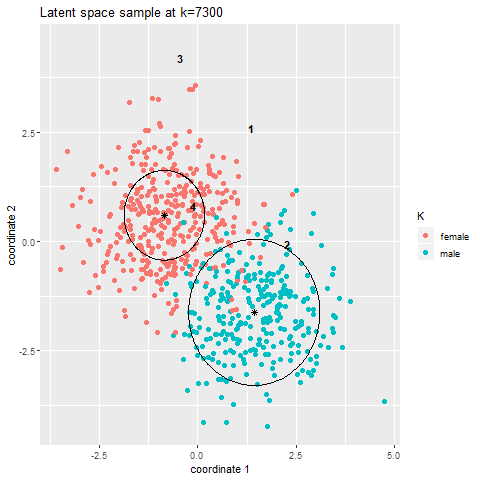 Latent space sample at k=7300
3
1
4
2
2.5
0.0
-2.5
coordinate 2
-2.5
0.0
2.5
5.0
coordinate 1
K
female
male